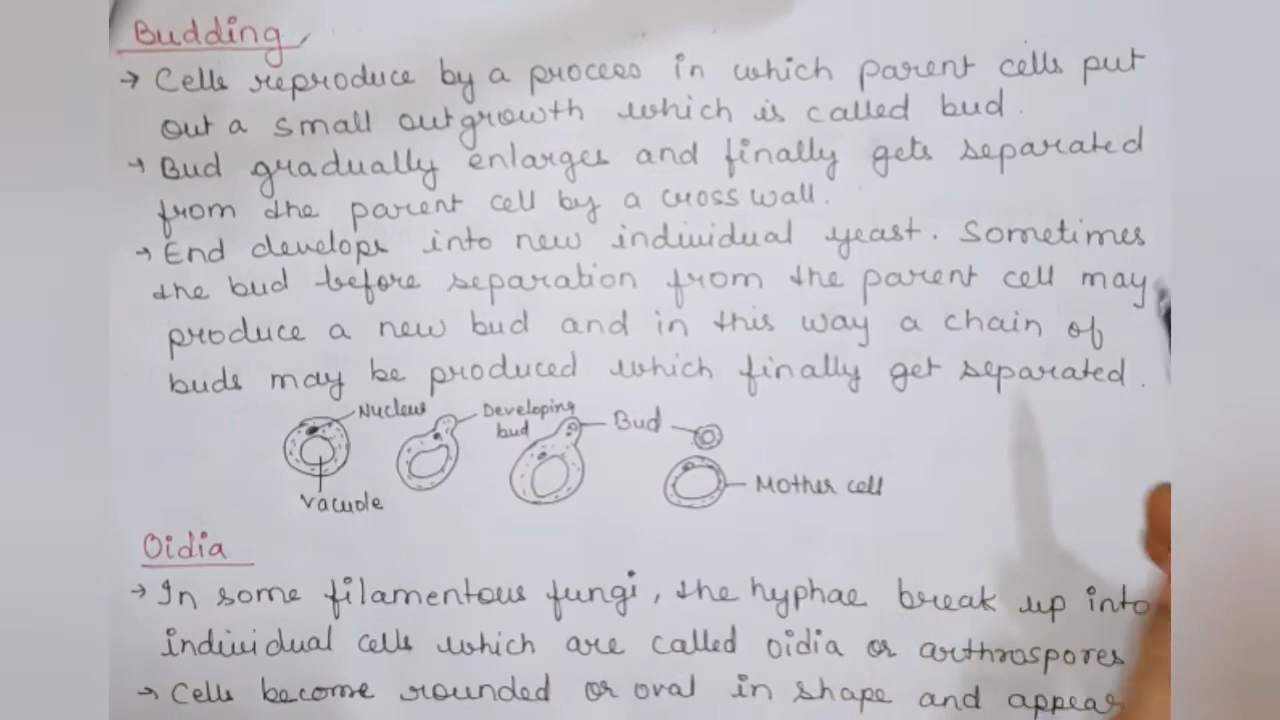 Budding
→ Cells reproduce by a process in which parent cells put
out a small outgrowth which is called bud.
→ Bud gradually enlarges and finally gets separated
from the parent cell by a cross wall.
→ End develops into new individual yeast. Sometimes
the bud before separation from the parent cell may
produce a new bud and in this way a chain of
buds may be produced which finally get separated.
Nucleus
Developing
bud
Bud
Vacuole
Mother cell
Oidia
→ In some filamentous fungi, the hyphae break up into
individual cells which are called oidia or arthrospores
→ Cells become rounded or oval in shape and appear